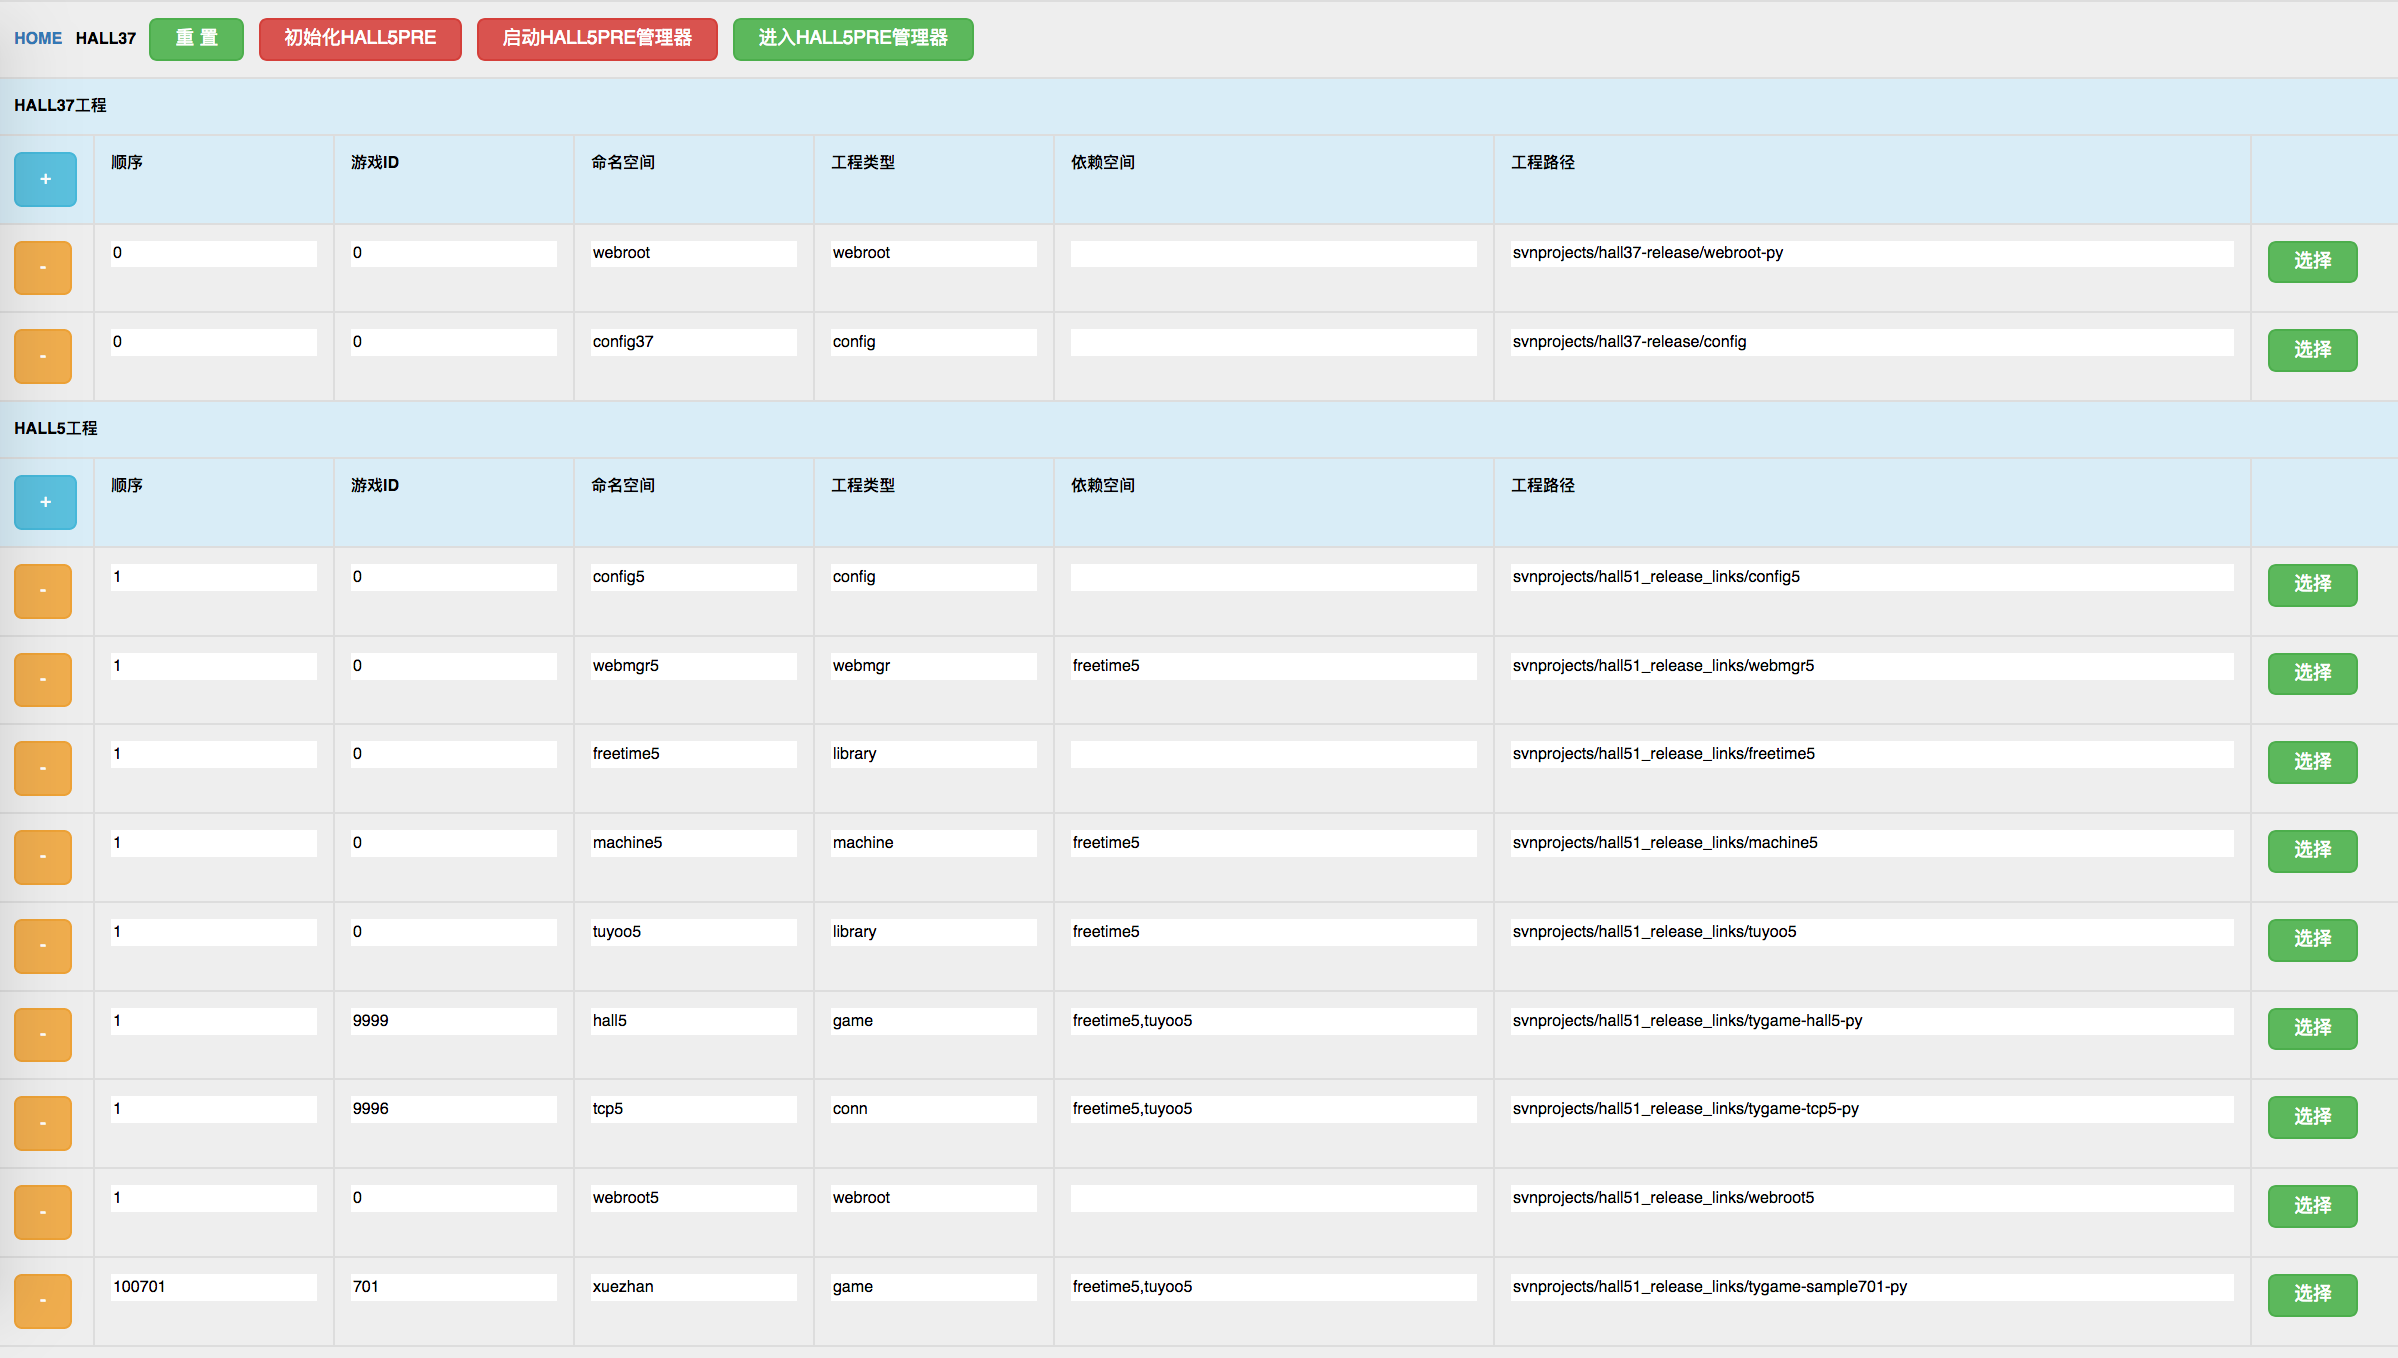 HOME HALL37 重 置 初始化HALL5PRE 启动HALL5PRE管理器 进入HALL5PRE管理器
HALL37工程
+ 顺序 游戏ID 命名空间 工程类型 依赖空间 工程路径
- 0 0 webroot webroot svnprojects/hall37-release/webroot-py 选择
- 0 0 config37 config svnprojects/hall37-release/config 选择
HALL5工程
+ 顺序 游戏ID 命名空间 工程类型 依赖空间 工程路径
- 1 0 config5 config svnprojects/hall51_release_links/config5 选择
- 1 0 webmgr5 webmgr freetime5 svnprojects/hall51_release_links/webmgr5 选择
- 1 0 freetime5 library svnprojects/hall51_release_links/freetime5 选择
- 1 0 machine5 machine freetime5 svnprojects/hall51_release_links/machine5 选择
- 1 0 tuyoo5 library freetime5 svnprojects/hall51_release_links/tuyoo5 选择
- 1 9999 hall5 game freetime5,tuyoo5 svnprojects/hall51_release_links/tygame-hall5-py 选择
- 1 9996 tcp5 conn freetime5,tuyoo5 svnprojects/hall51_release_links/tygame-tcp5-py 选择
- 1 0 webroot5 webroot svnprojects/hall51_release_links/webroot5 选择
- 100701 701 xuezhan game freetime5,tuyoo5 svnprojects/hall51_release_links/tygame-sample701-py 选择